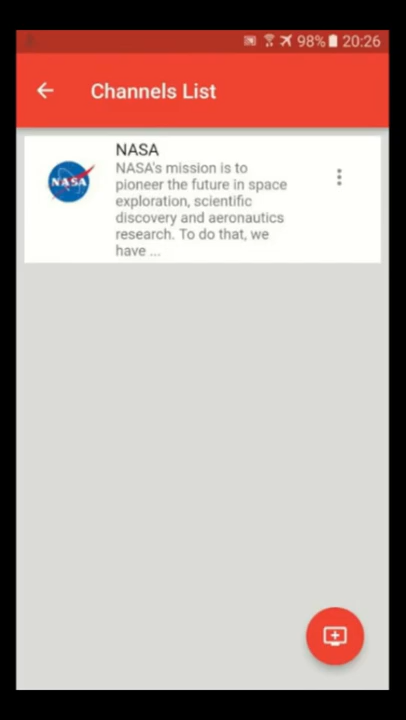 98% 20:26
Channels List
NASA
NASA
NASA's mission is to
pioneer the future in space
exploration, scientific
discovery and aeronautics
research. To do that, we
have ...